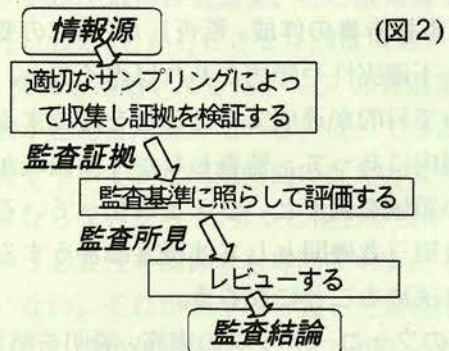 情報源
(図2)
適切なサンプリングによっ
て収集し証拠を検証する
監査証拠
監査基準に照らして評価する
監査所見
レビューする
監査結論